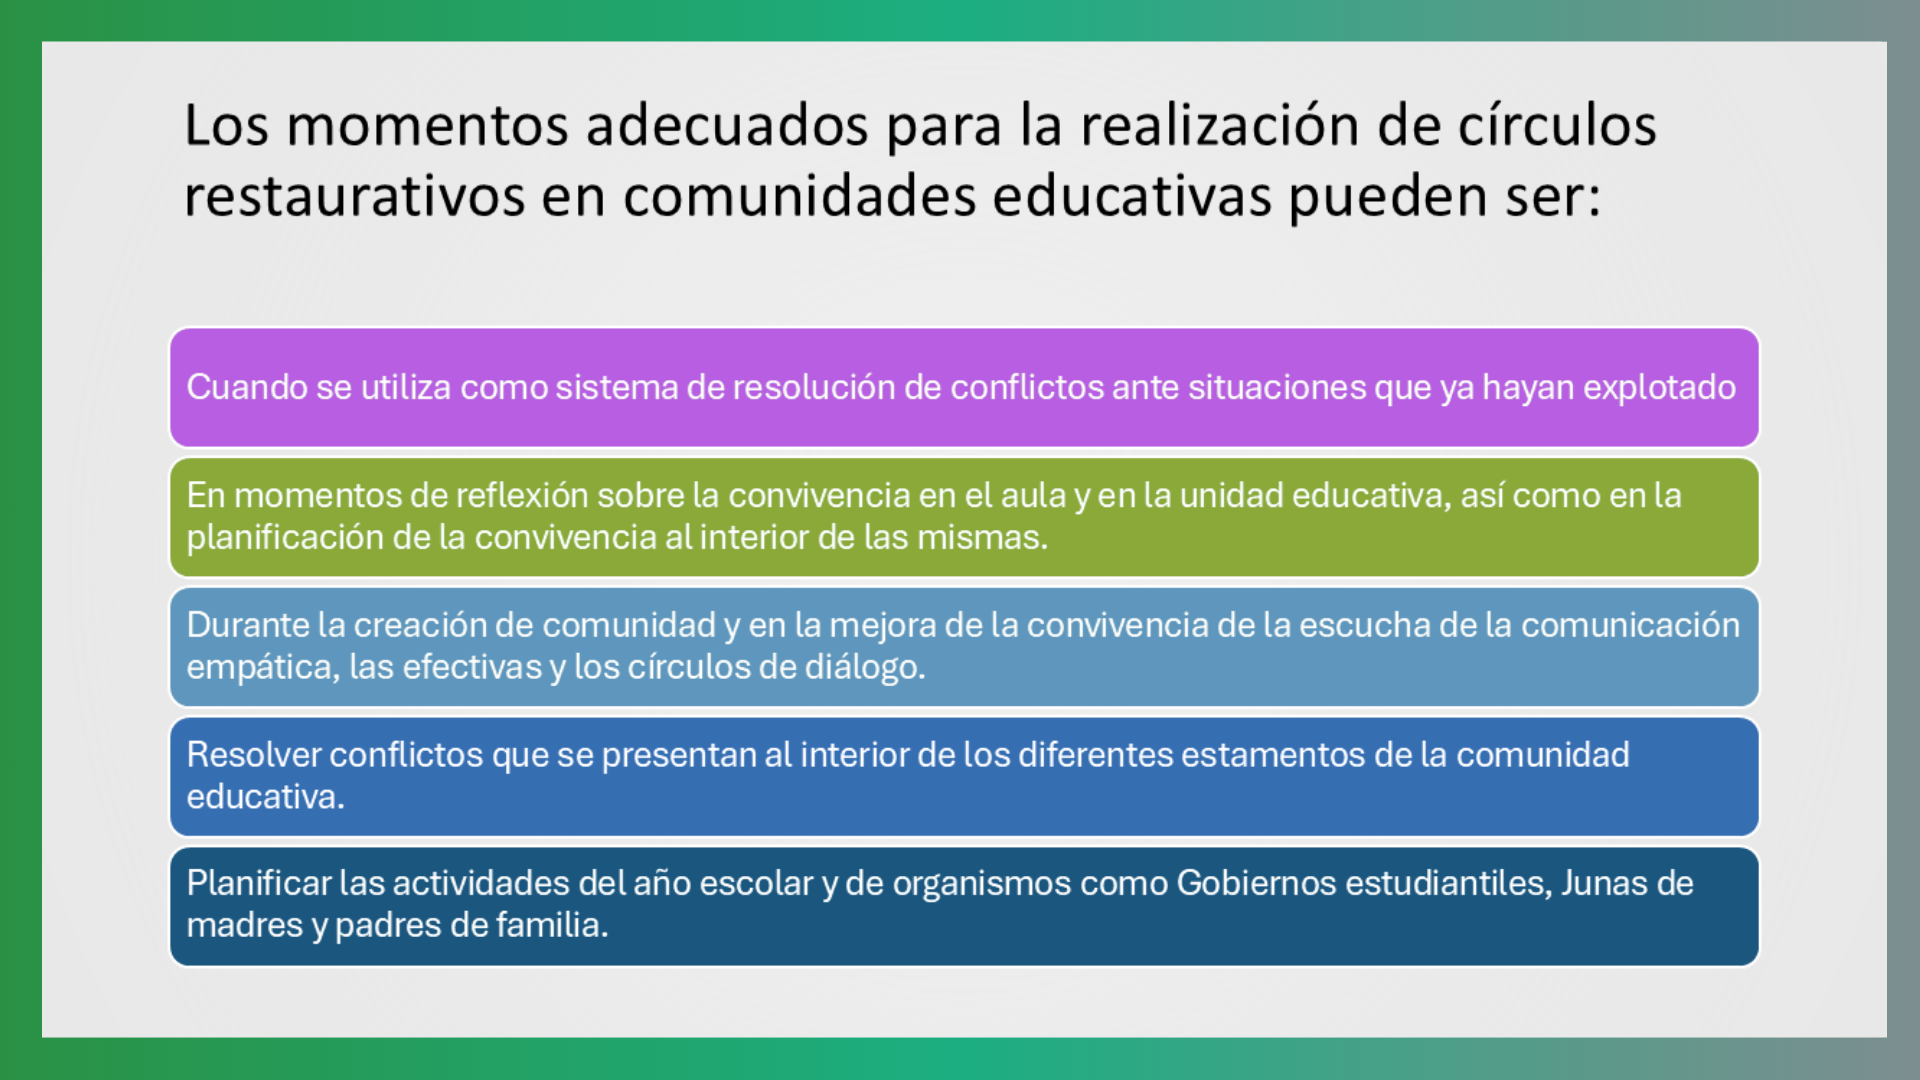 Los momentos adecuados para la realización de círculos
restaurativos en comunidades educativas pueden ser:
Cuando se utiliza como sistema de resolución de conflictos ante situaciones que ya hayan explotado
En momentos de reflexión sobre la convivencia en el aula y en la unidad educativa, así como en la
planificación de la convivencia al interior de las mismas.
Durante la creación de comunidad y en la mejora de la convivencia de la escucha de la comunicación
empática, las efectivas y los círculos de diálogo.
Resolver conflictos que se presentan al interior de los diferentes estamentos de la comunidad
educativa.
Planificar las actividades del año escolar y de organismos como Gobiernos estudiantiles, Junas de
madres y padres de familia.